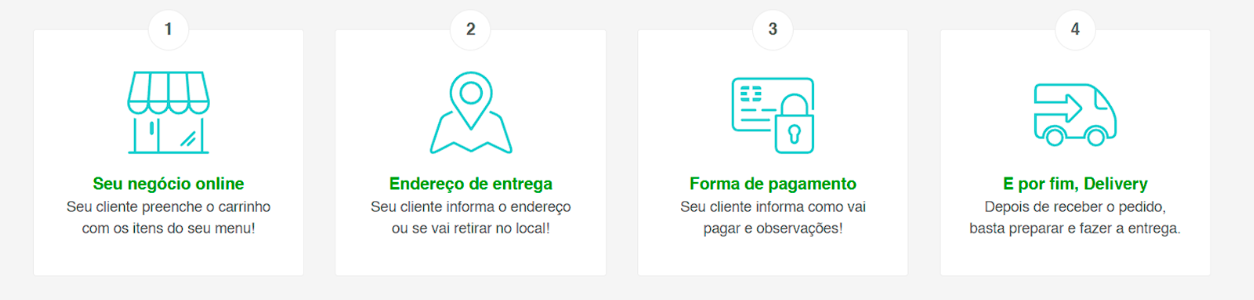 1
Seu negócio online
Seu cliente preenche o carrinho
com os itens do seu menu!
2
Endereço de entrega
Seu cliente informa o endereço
ou se vai retirar no local!
3
Forma de pagamento
Seu cliente informa como vai
pagar e observações!
4
E por fim, Delivery
Depois de receber o pedido,
basta preparar e fazer a entrega.